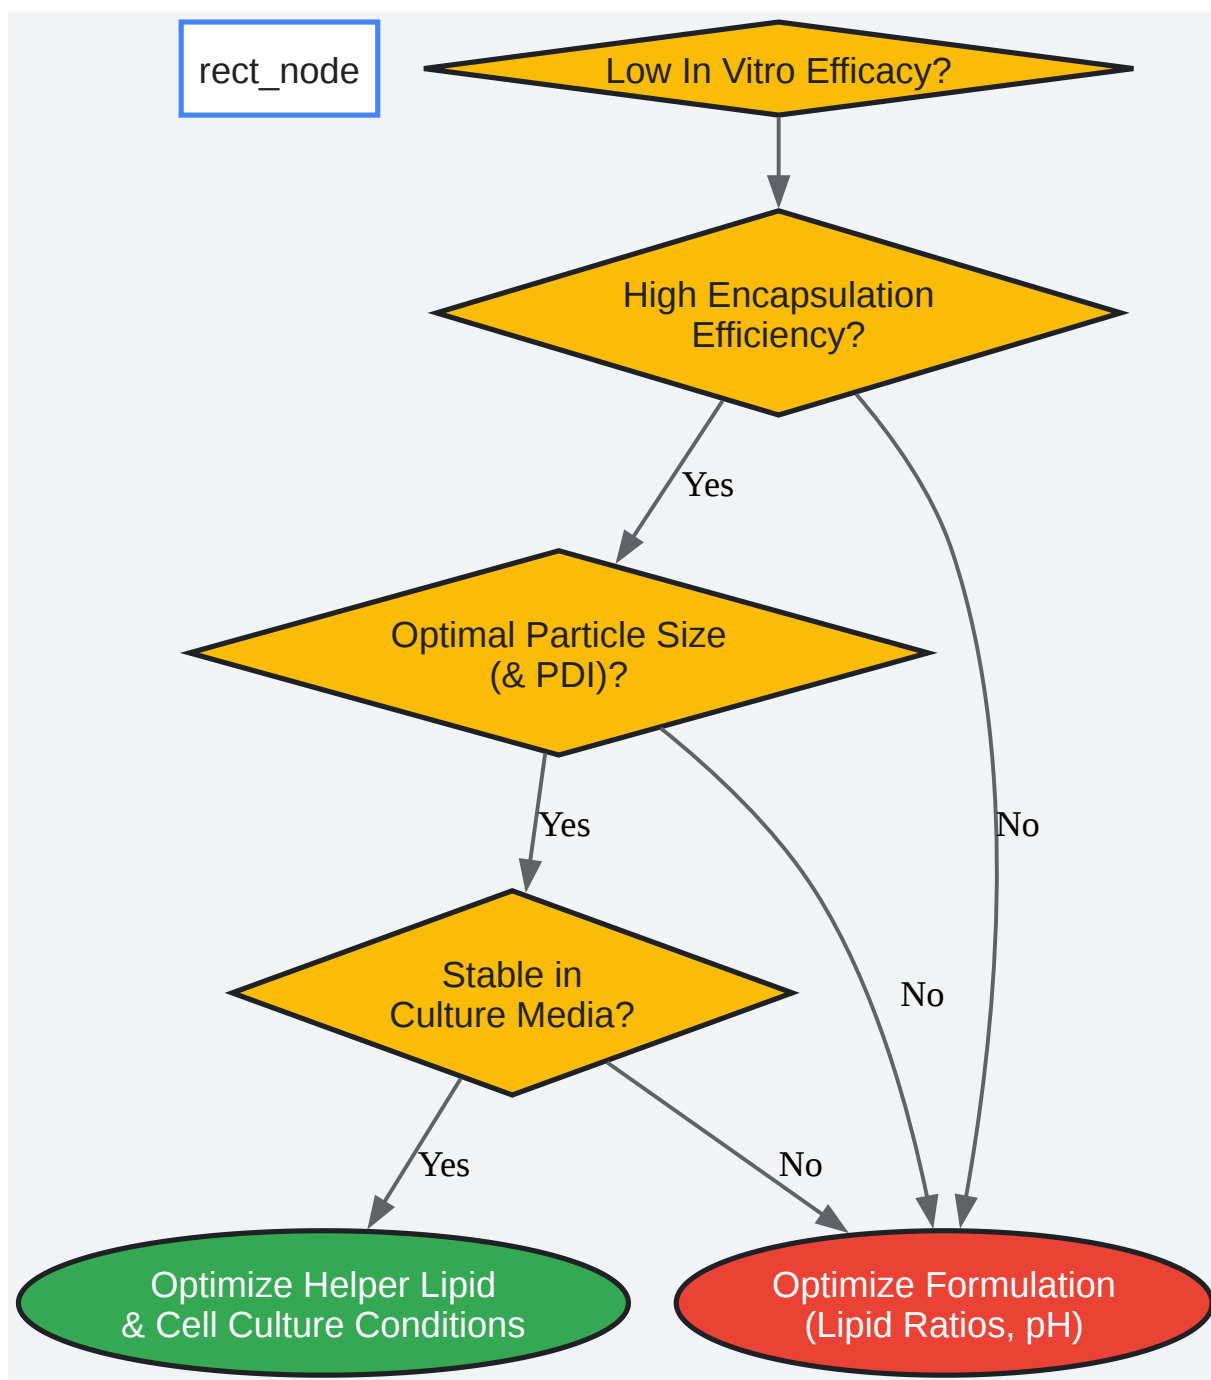 rect_node
Low In Vitro Efficacy?
High Encapsulation
Efficiency?
Yes
Optimal Particle Size
(& PDI)?
Yes
No
Stable in
Culture Media?
No
Yes
No
Optimize Helper Lipid
& Cell Culture Conditions
Optimize Formulation
(Lipid Ratios, pH)